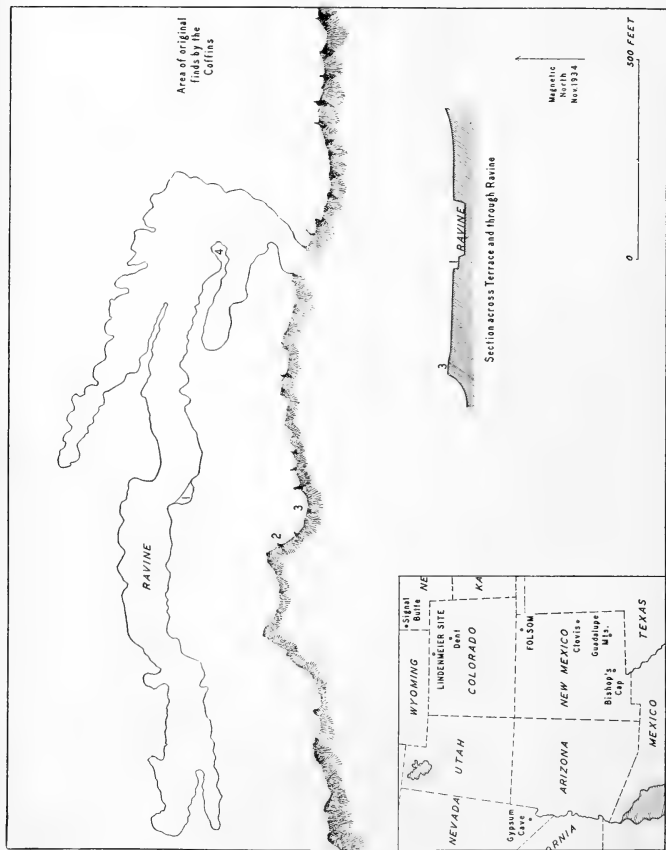 Area of original
finds by the
Coffins
RAVINE
1
2
3
4
Magnetic
North
Nov. 1934
3
1
RAVINE
Section across Terrace and through Ravine
0
500 FEET
WYOMING
Signal
Butte
NE
LINDENMEIER SITE
Dent
COLORADO
KA
NEVADA
UTAH
Gypsum
Cave
ORNIA
ARIZONA
FOLSOM
NEW MEXICO
Clovis
Guadalupe
Mts.
Bishop's
Cap
TEXAS
MEXICO